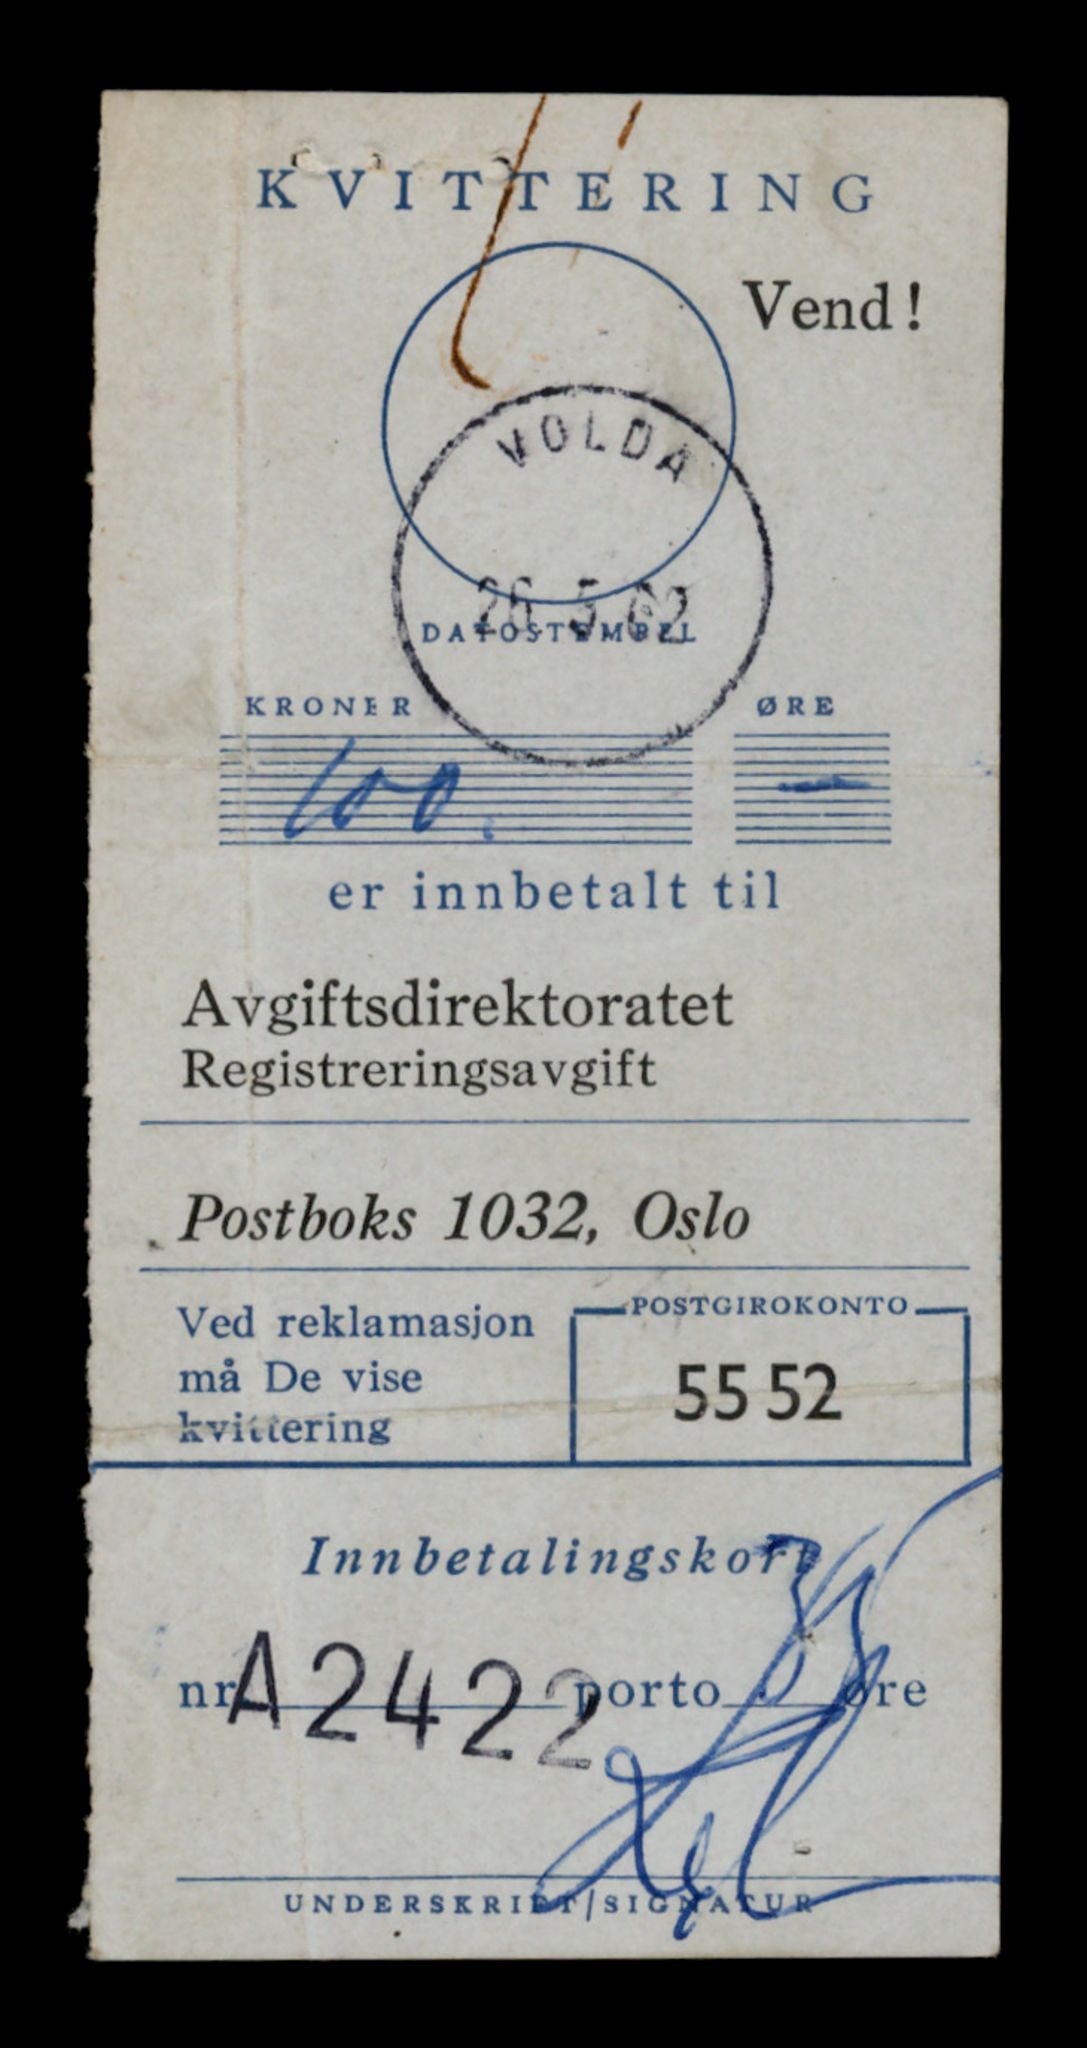 KVITTERING
Vend!
VOLDA
26.5.62
DATOSTEMPEL
KRONER ØRE
100. —
er innbetalt til
Avgiftsdirektoratet
Registreringsavgift
Postboks 1032, Oslo
Ved reklamasjon
må De vise
kvittering
POSTGIROKONTO
55 52
Innbetalingskort
nr A2422 porto øre
UNDERSKRIFT/SIGNATUR